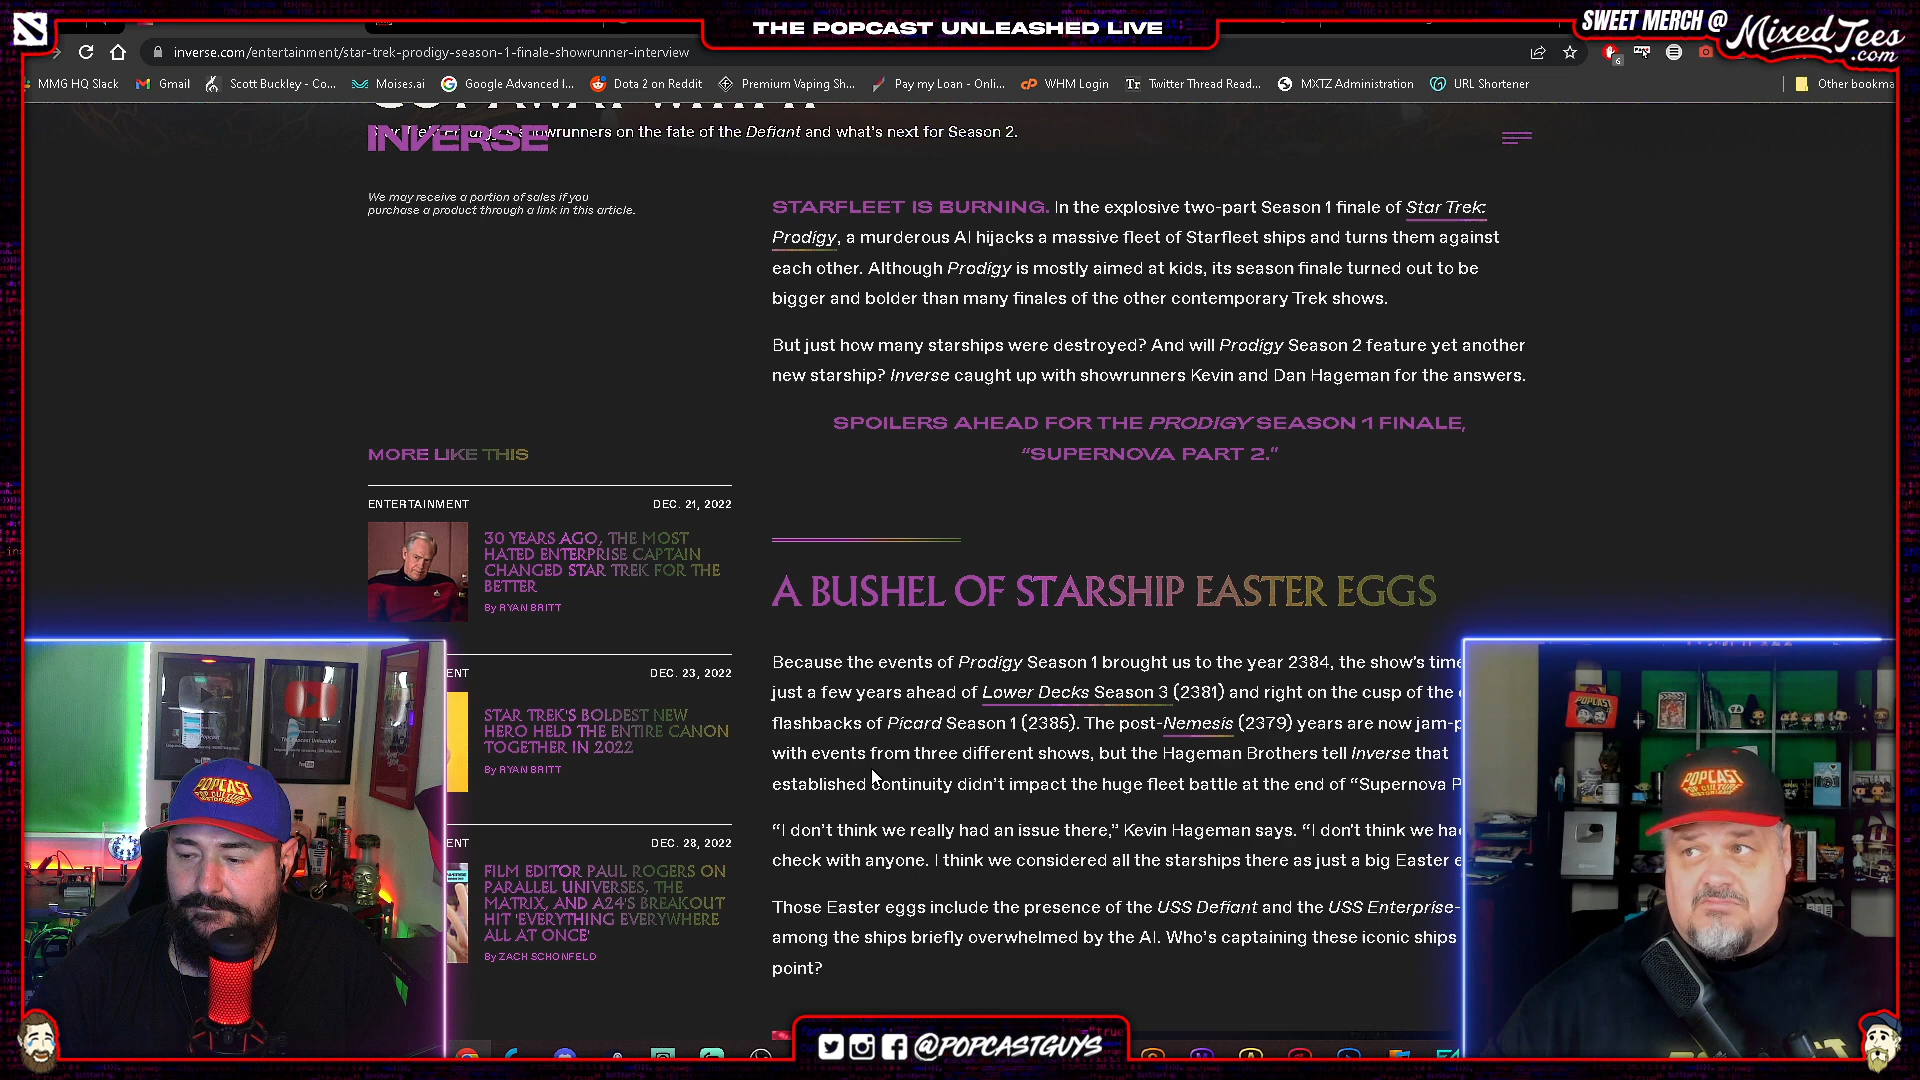 THE POPCAST UNLEASHED LIVE
SWEET MERCH @
MixedTees
.com
inverse.com/entertainment/star-trek-prodigy-season-1-finale-showrunner-interview
6
MMG HQ Slack
Gmail
Scott Buckley - Co...
Moises.ai
Google Advanced I...
Dota 2 on Reddit
Premium Vaping Sh...
Pay my Loan - Onli...
WHM Login
Twitter Thread Read...
MXTZ Administration
URL Shortener
Other bookma
INVERSE
showrunners on the fate of the Defiant and what's next for Season 2.
We may receive a portion of sales if you
purchase a product through a link in this article.
STARFLEET IS BURNING. In the explosive two-part Season 1 finale of Star Trek:
Prodigy, a murderous AI hijacks a massive fleet of Starfleet ships and turns them against
each other. Although Prodigy is mostly aimed at kids, its season finale turned out to be
bigger and bolder than many finales of the other contemporary Trek shows.
But just how many starships were destroyed? And will Prodigy Season 2 feature yet another
new starship? Inverse caught up with showrunners Kevin and Dan Hageman for the answers.
SPOILERS AHEAD FOR THE PRODIGY SEASON 1 FINALE,
“SUPERNOVA PART 2.”
MORE LIKE THIS
ENTERTAINMENT DEC. 21, 2022
30 YEARS AGO, THE MOST
HATED ENTERPRISE CAPTAIN
CHANGED STAR TREK FOR THE
BETTER
By RYAN BRITT
ENT DEC. 23, 2022
STAR TREK'S BOLDEST NEW
HERO HELD THE ENTIRE CANON
TOGETHER IN 2022
By RYAN BRITT
ENT DEC. 28, 2022
FILM EDITOR PAUL ROGERS ON
PARALLEL UNIVERSES, THE
MATRIX, AND A24'S BREAKOUT
HIT 'EVERYTHING EVERYWHERE
ALL AT ONCE'
By ZACH SCHONFELD
A BUSHEL OF STARSHIP EASTER EGGS
Because the events of Prodigy Season 1 brought us to the year 2384, the show's time
just a few years ahead of Lower Decks Season 3 (2381) and right on the cusp of the
flashbacks of Picard Season 1 (2385). The post-Nemesis (2379) years are now jam-p
with events from three different shows, but the Hageman Brothers tell Inverse that
established continuity didn't impact the huge fleet battle at the end of “Supernova P
“I don't think we really had an issue there,” Kevin Hageman says. “I don't think we had
check with anyone. I think we considered all the starships there as just a big Easter e
Those Easter eggs include the presence of the USS Defiant and the USS Enterprise-
among the ships briefly overwhelmed by the AI. Who's captaining these iconic ships
point?
POPCAST
POPCAST
@POPCASTGUYS